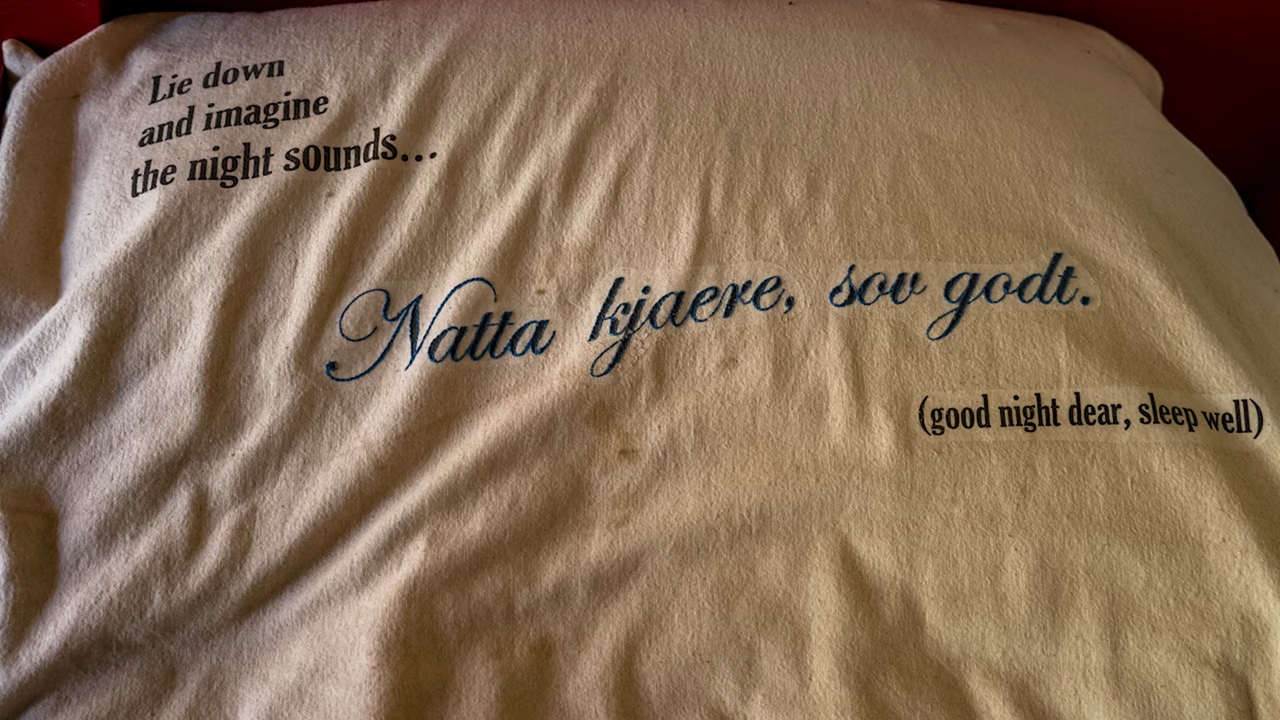 Lie down
and imagine
the night sounds...
Natta kjaere, sov godt.
(good night dear, sleep well)